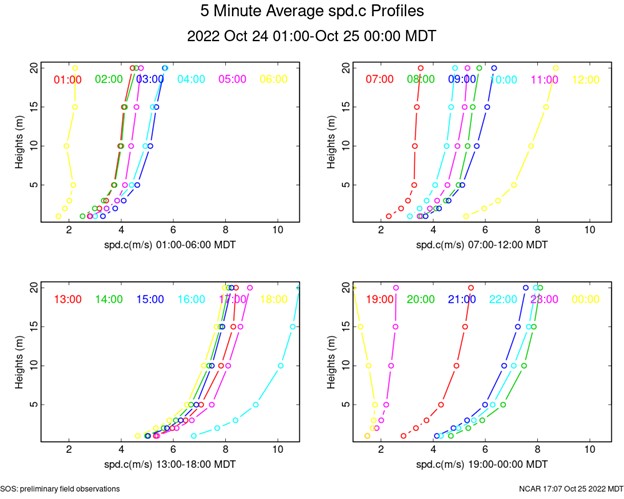 5 Minute Average spd.c Profiles
2022 Oct 24 01:00-Oct 25 00:00 MDT
20
15
10
5
Heights (m)
01:00 02:00 03:00 04:00 05:00 06:00
2 4 6 8 10
spd.c(m/s) 01:00-06:00 MDT
20
15
10
5
Heights (m)
07:00 08:00 09:00 10:00 11:00 12:00
2 4 6 8 10
spd.c(m/s) 07:00-12:00 MDT
20
15
10
5
Heights (m)
13:00 14:00 15:00 16:00 17:00 18:00
2 4 6 8 10
spd.c(m/s) 13:00-18:00 MDT
20
15
10
5
Heights (m)
19:00 20:00 21:00 22:00 23:00 00:00
2 4 6 8 10
spd.c(m/s) 19:00-00:00 MDT
SOS: preliminary field observations
NCAR 17:07 Oct 25 2022 MDT